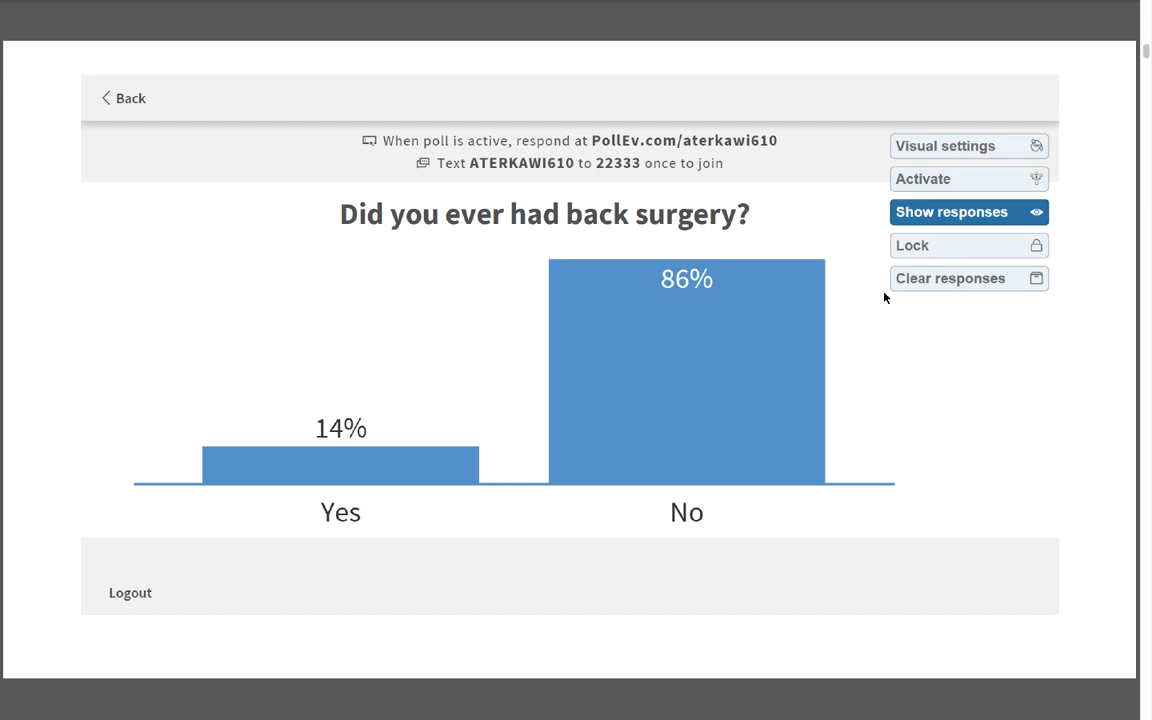 Back
When poll is active, respond at PollEv.com/aterkawi610
Text ATERKAWI610 to 22333 once to join
Visual settings
Activate
Show responses
Lock
Clear responses
Did you ever had back surgery?
86%
14%
Yes
No
Logout